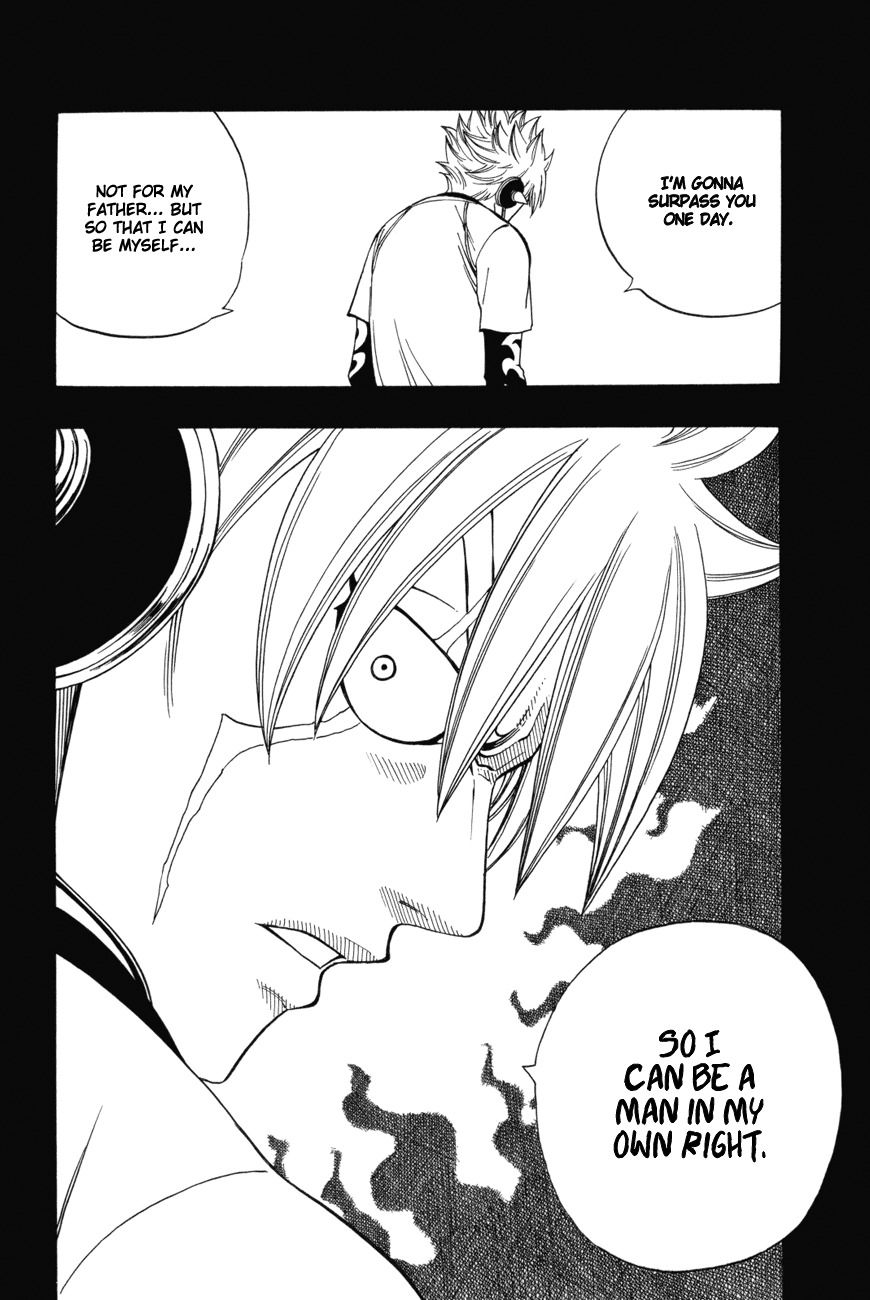 I'M GONNA
SURPASS YOU
ONE DAY.
NOT FOR MY
FATHER... BUT
SO THAT I CAN
BE MYSELF...
SO I
CAN BE A
MAN IN MY
OWN RIGHT.